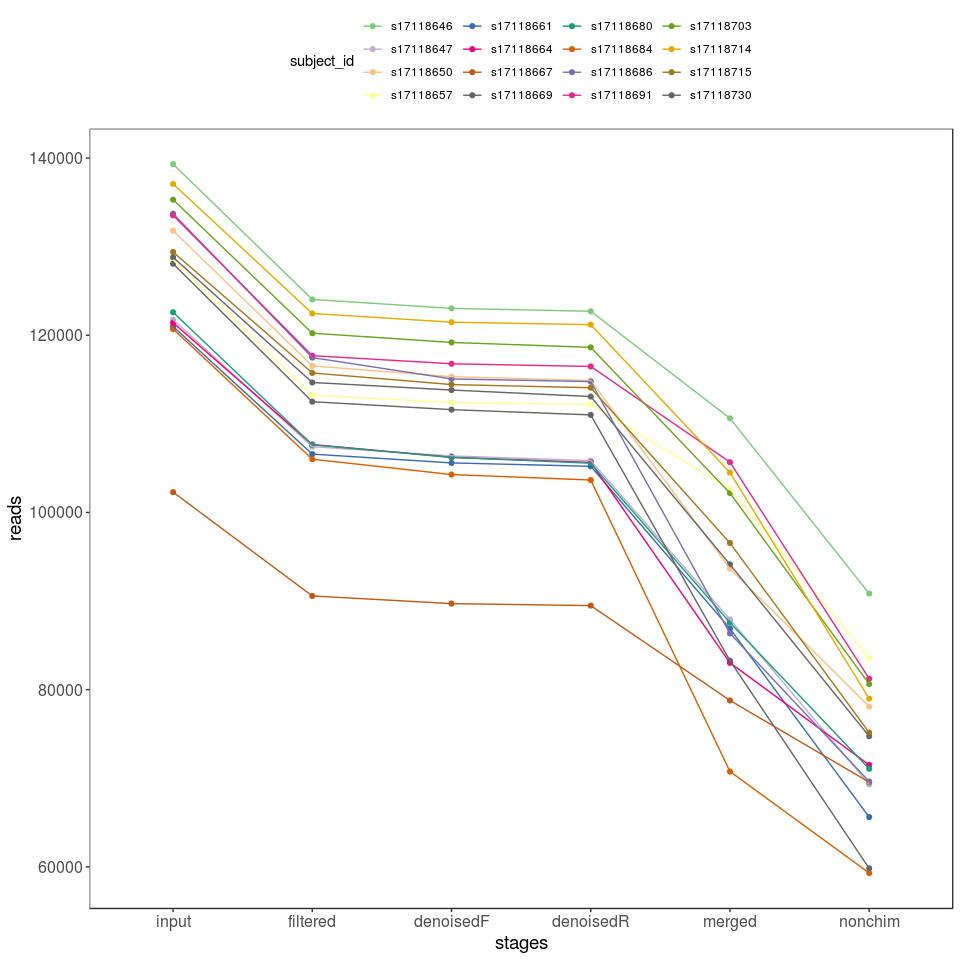 s17118646 s17118661 s17118680 s17118703
s17118647 s17118664 s17118684 s17118714
subject_id
s17118650 s17118667 s17118686 s17118715
s17118657 s17118669 s17118691 s17118730
140000
120000
100000
80000
60000
reads
input filtered denoisedF denoisedR merged nonchim
stages